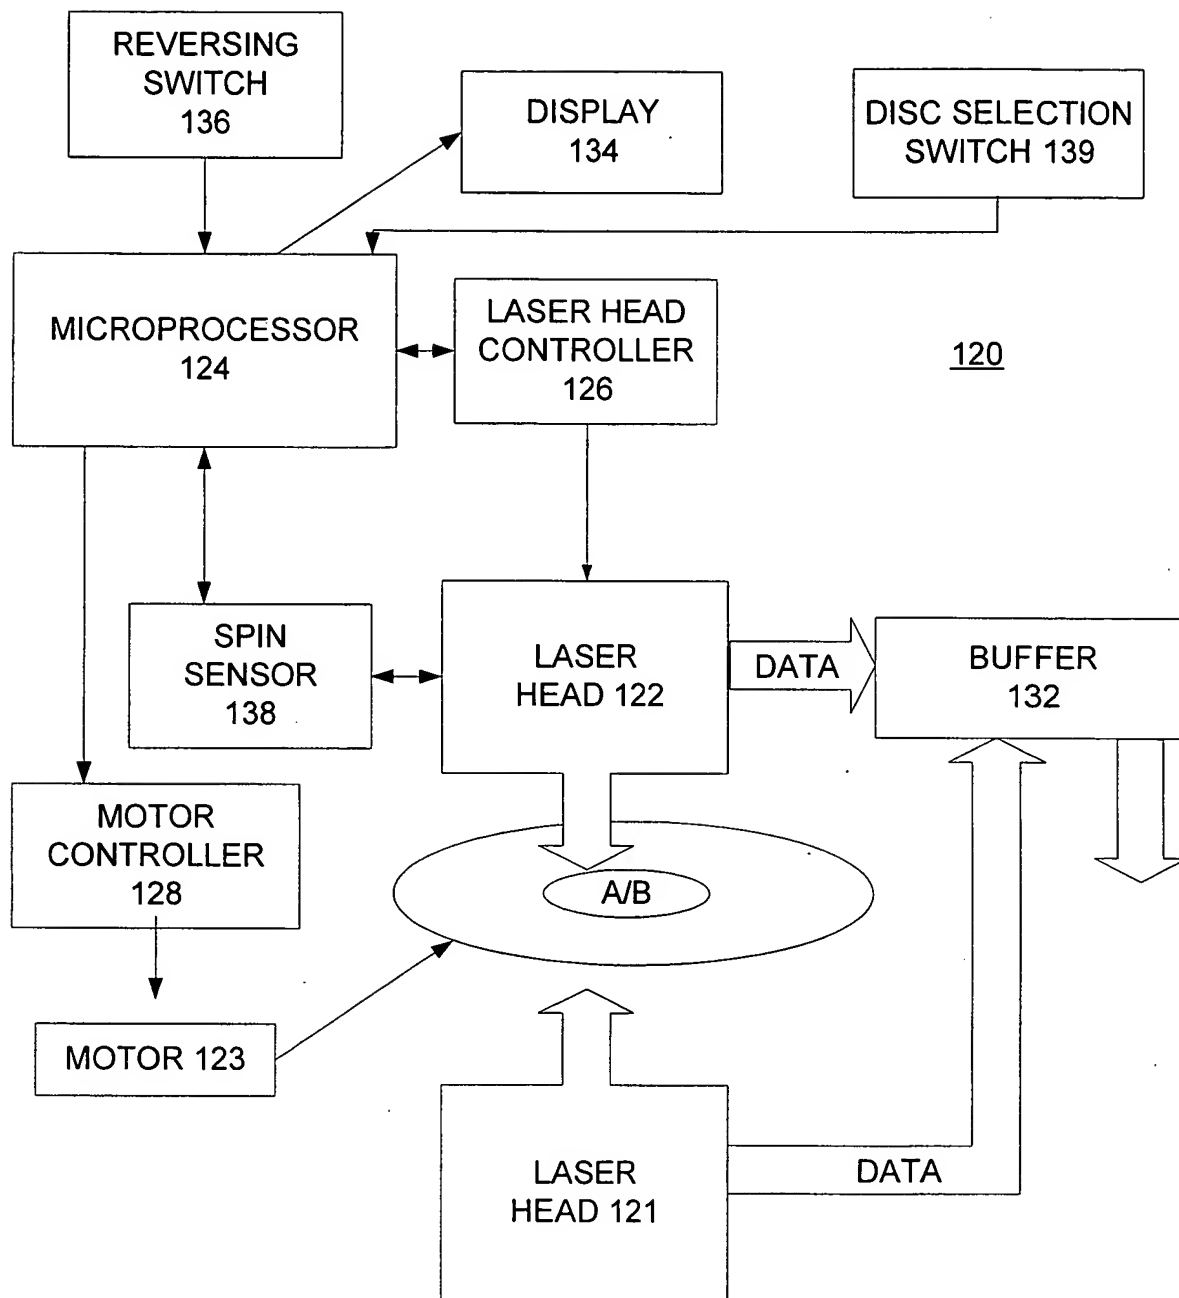 REVERSING
SWITCH
136
DISPLAY
134
DISC SELECTION
SWITCH 139
MICROPROCESSOR
124
LASER HEAD
CONTROLLER
126
120
SPIN
SENSOR
138
LASER
HEAD 122
DATA
BUFFER
132
MOTOR
CONTROLLER
128
A/B
MOTOR 123
LASER
HEAD 121
DATA